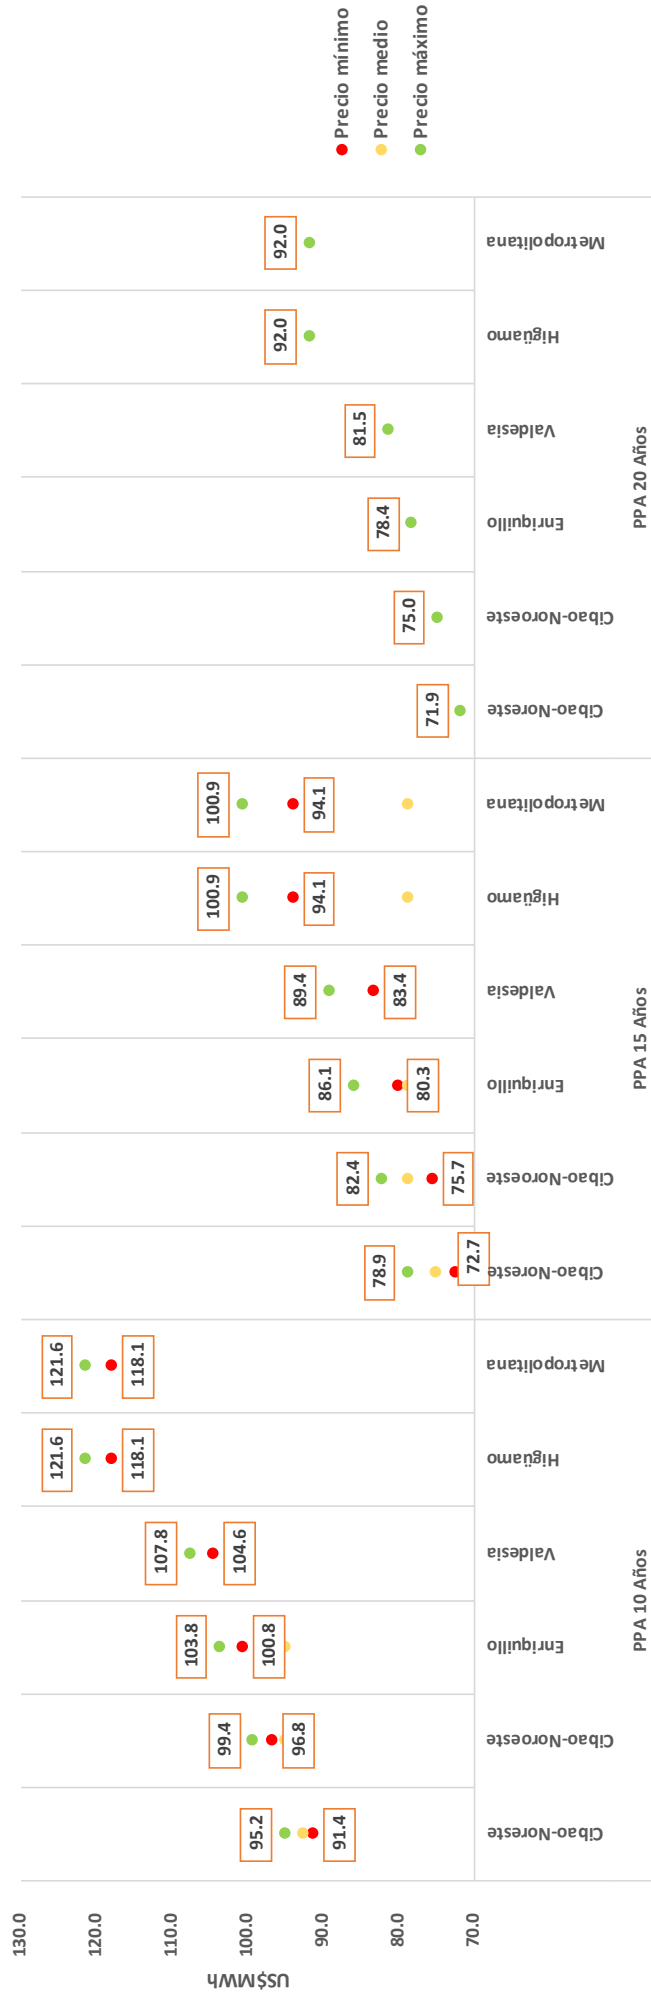 130.0
120.0
110.0
100.0
90.0
80.0
70.0
US$MWh
95.2
91.4
99.4
96.8
103.8
100.8
107.8
104.6
121.6
118.1
121.6
118.1
78.9
72.7
82.4
75.7
86.1
80.3
89.4
83.4
100.9
94.1
100.9
94.1
71.9
75.0
78.4
81.5
92.0
92.0
Cibao-Noreste
Cibao-Noroeste
Enriquillo
Valdesia
Higüamo
Metropolitana
Cibao-Noreste
Cibao-Noroeste
Enriquillo
Valdesia
Higüamo
Metropolitana
Cibao-Noreste
Cibao-Noroeste
Enriquillo
Valdesia
Higüamo
Metropolitana
PPA 10 Años
PPA 15 Años
PPA 20 Años
Precio mínimo
Precio medio
Precio máximo